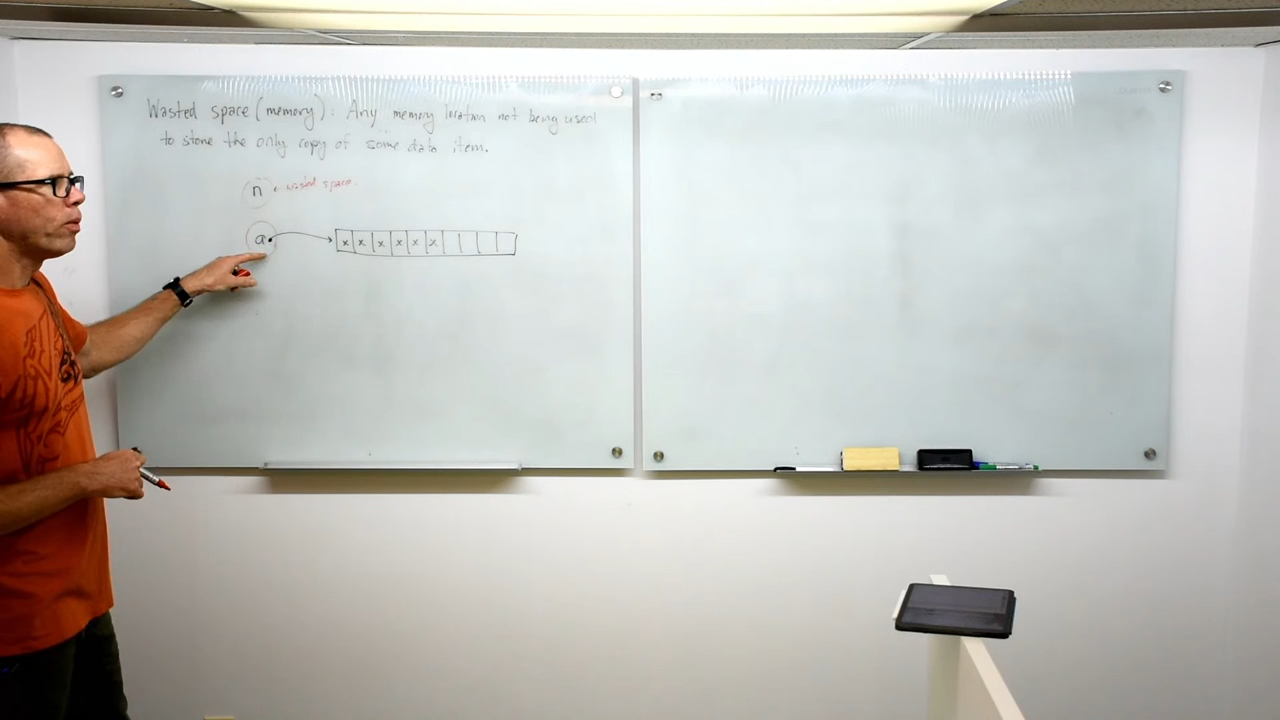 Wasted space (memory): Any memory location not being used
to store the only copy of some data item.
n wasted space.
a x x x x x x